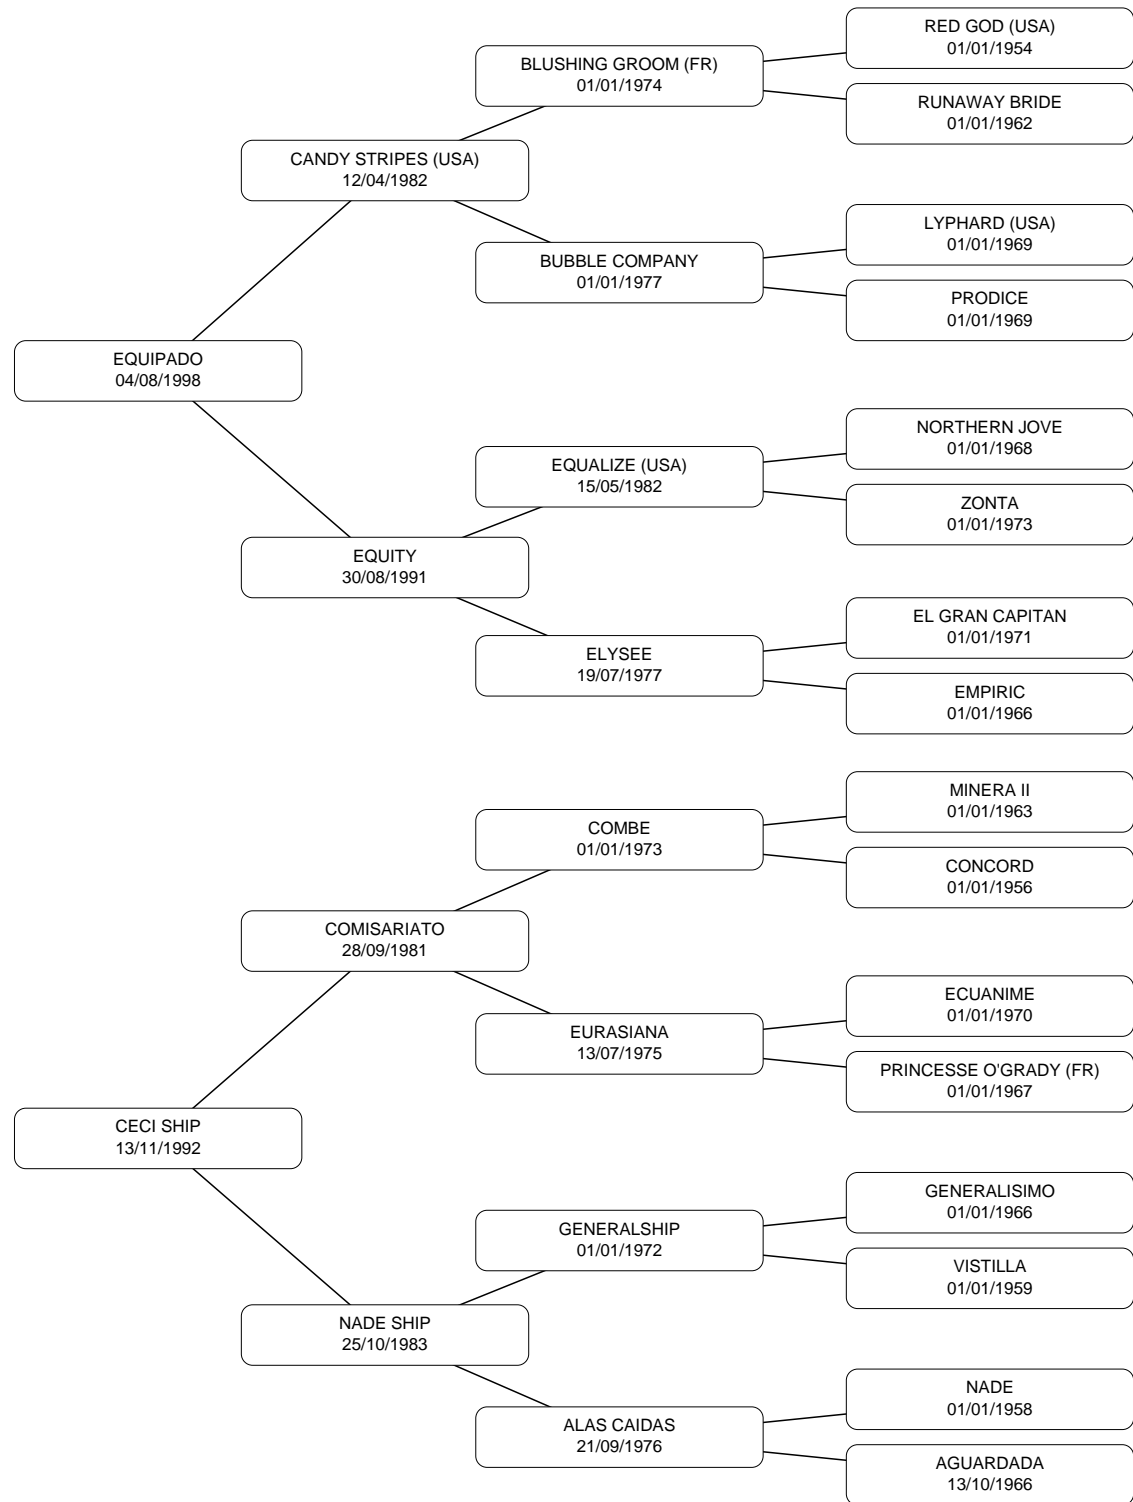 RED GOD (USA)
01/01/1954
BLUSHING GROOM (FR)
01/01/1974
RUNAWAY BRIDE
01/01/1962
CANDY STRIPES (USA)
12/04/1982
LYPHARD (USA)
01/01/1969
BUBBLE COMPANY
01/01/1977
PRODICE
01/01/1969
EQUIPADO
04/08/1998
NORTHERN JOVE
01/01/1968
EQUALIZE (USA)
15/05/1982
ZONTA
01/01/1973
EQUITY
30/08/1991
EL GRAN CAPITAN
01/01/1971
ELYSEE
19/07/1977
EMPIRIC
01/01/1966
MINERA II
01/01/1963
COMBE
01/01/1973
CONCORD
01/01/1956
COMISARIATO
28/09/1981
ECUANIME
01/01/1970
EURASIANA
13/07/1975
PRINCESSE O'GRADY (FR)
01/01/1967
CECI SHIP
13/11/1992
GENERALISIMO
01/01/1966
GENERALSHIP
01/01/1972
VISTILLA
01/01/1959
NADE SHIP
25/10/1983
NADE
01/01/1958
ALAS CAIDAS
21/09/1976
AGUARDADA
13/10/1966